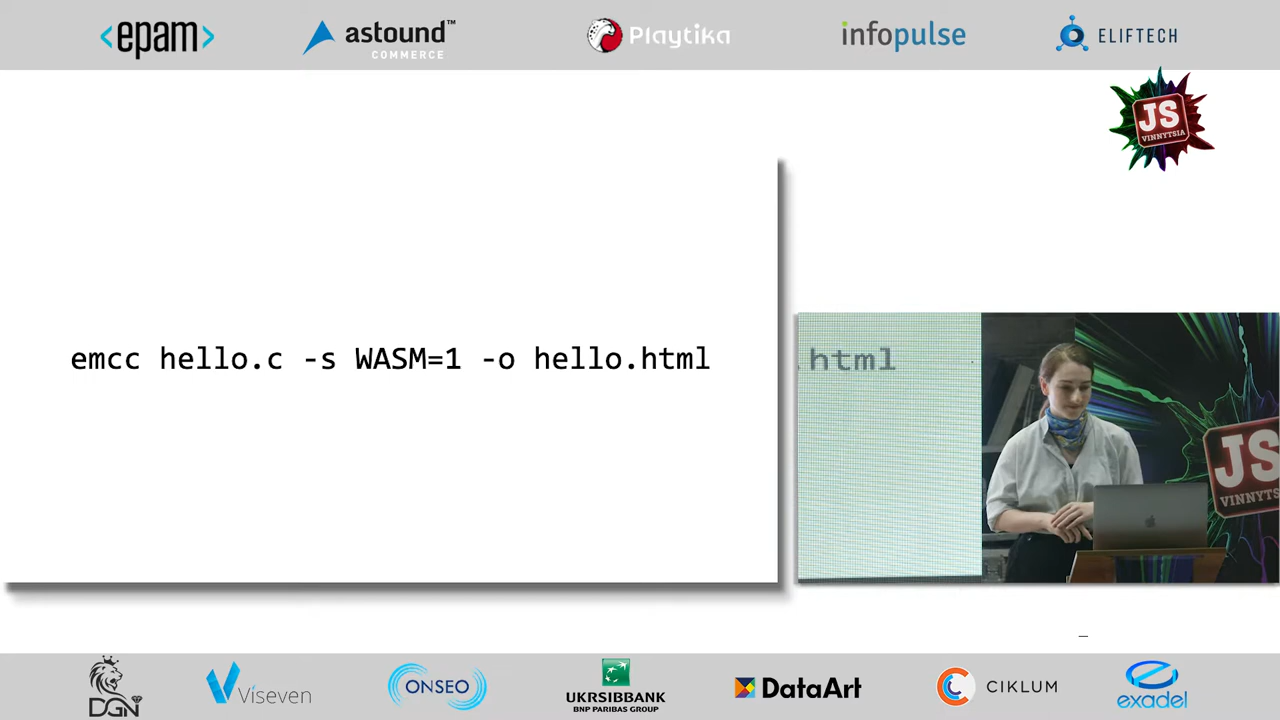 <epam>
astound™
COMMERCE
Playtika
infopulse
ELIFTECH
JS
VINNYTSIA
emcc hello.c -s WASM=1 -o hello.html
.html
JS
VINNYTS
DGN
Viseven
ONSEO
UKRSIBBANK
BNP PARIBAS GROUP
DataArt
CIKLUM
exadel